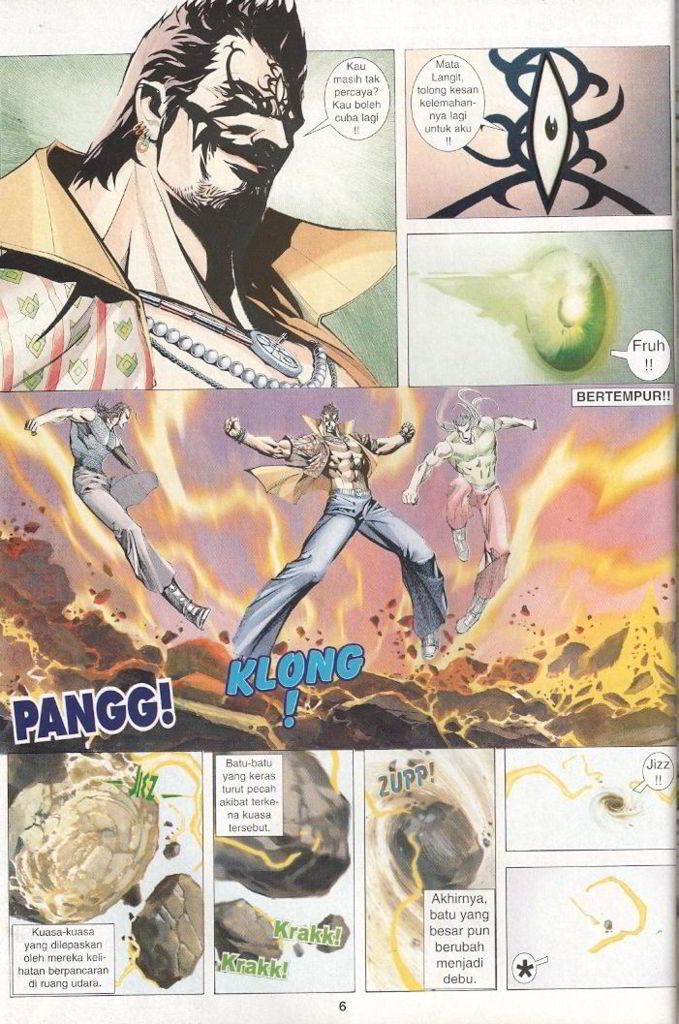 Kau
masih tak
percaya?
Kau boleh
cuba lagi
!!
Mata
Langit,
tolong kesan
kelemahan-
nya lagi
untuk aku
!!
Fruh
!!
BERTEMPUR!!
PANGG!
KLONG
!
JIZZ
Kuasa-kuasa
yang dilepaskan
oleh mereka keli-
hatan berpancaran
di ruang udara.
Batu-batu
yang keras
turut pecah
akibat terke-
na kuasa
tersebut.
Krakk!
Krakk!
ZUPP!
Akhirnya,
batu yang
besar pun
berubah
menjadi
debu.
Jizz
!!
*
6